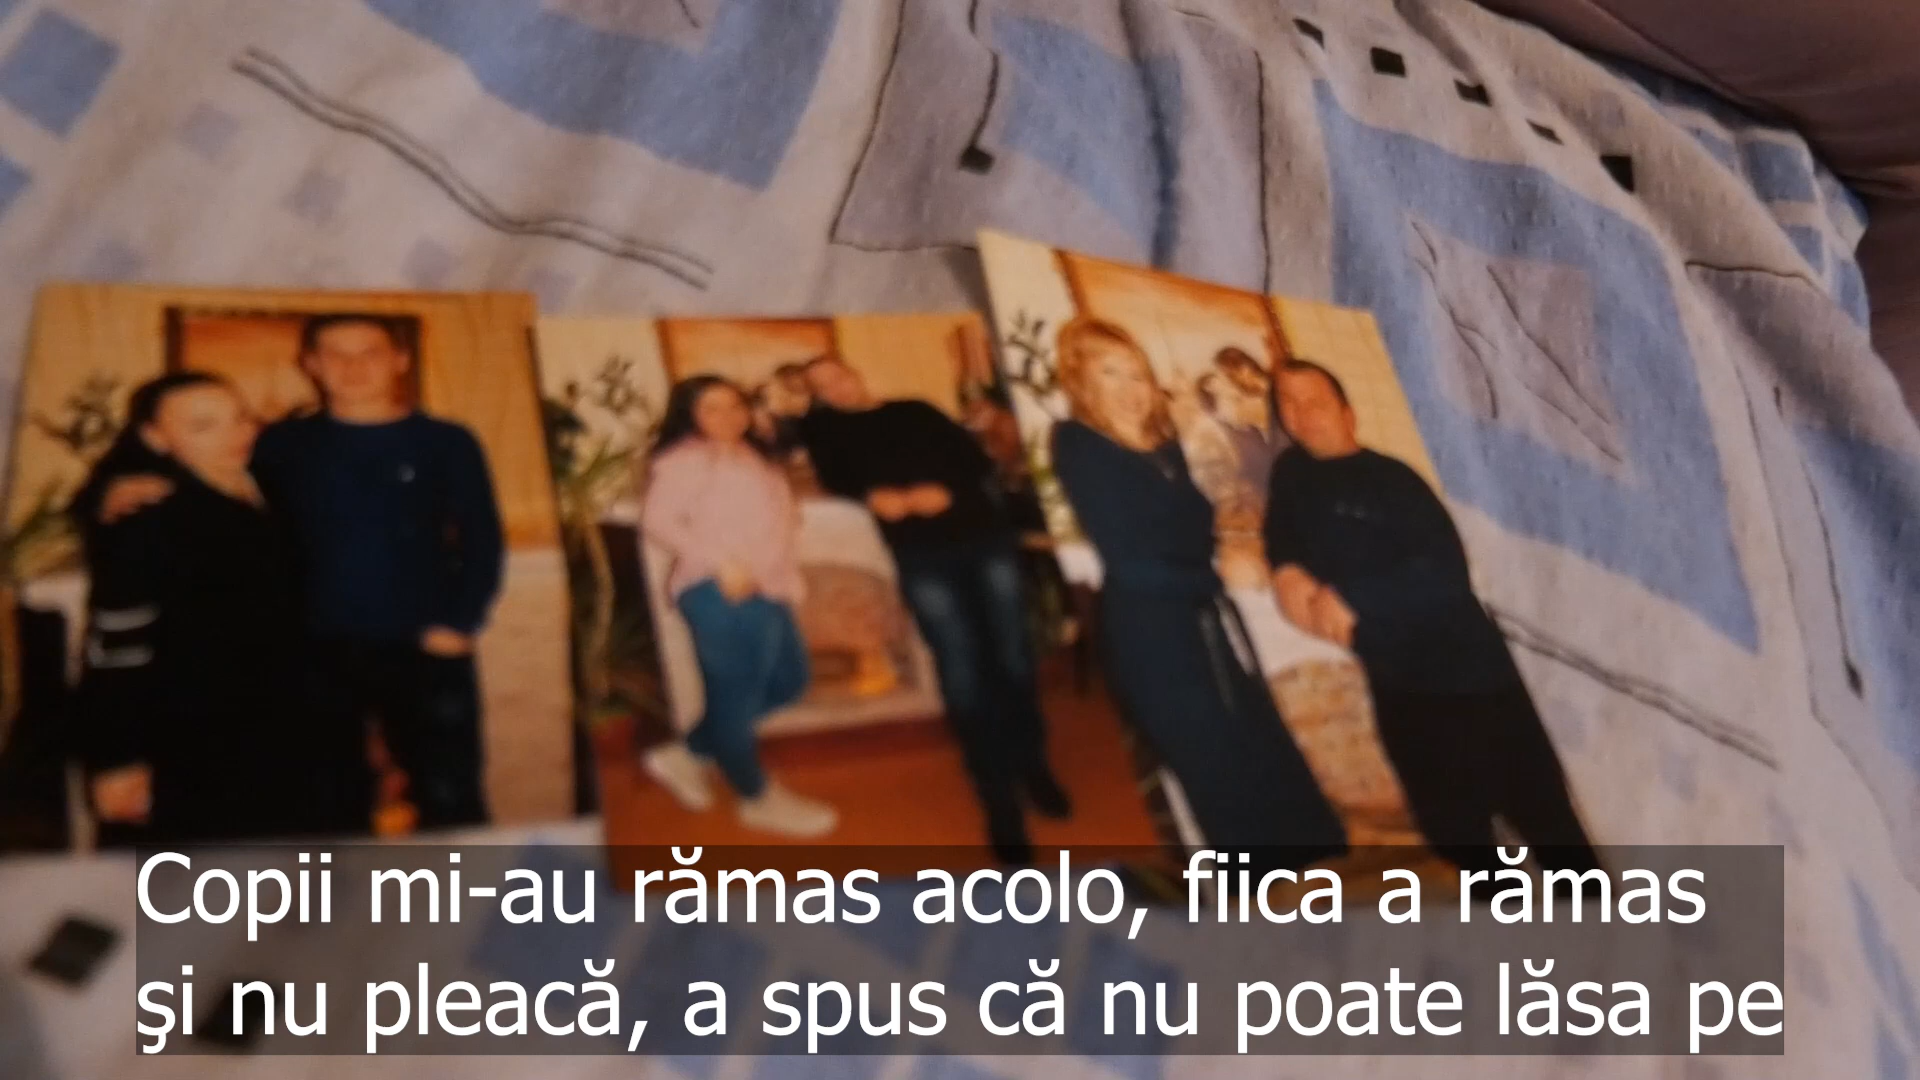 Copii mi-au rămas acolo, fiica a rămas
şi nu pleacă, a spus că nu poate lăsa pe